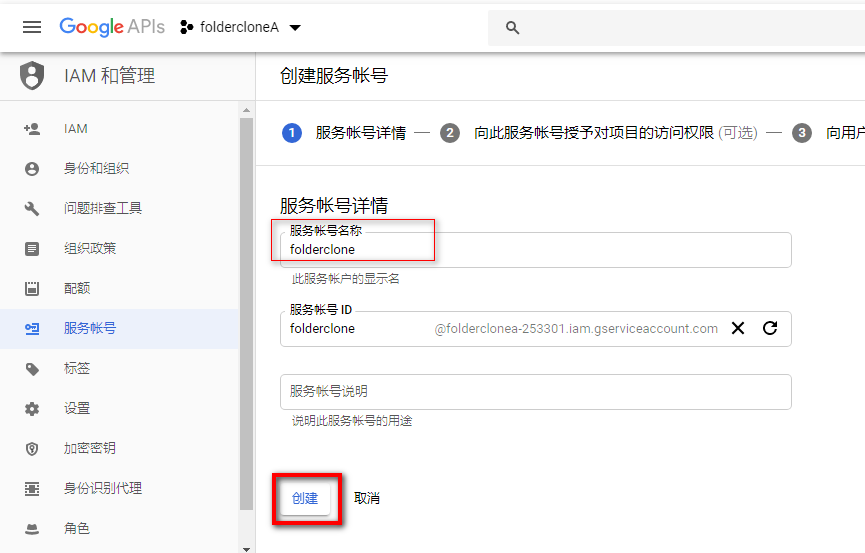 Google APIs foldercloneA
IAM 和管理
创建服务帐号
IAM
身份和组织
问题排查工具
组织政策
配额
服务帐号
标签
设置
加密密钥
身份识别代理
角色
1 服务帐号详情 — 2 向此服务帐号授予对项目的访问权限 (可选) — 3 向用户
服务帐号详情
服务帐号名称
folderclone
此服务帐户的显示名
服务帐号 ID
folderclone @folderclonea-253301.iam.gserviceaccount.com
服务帐号说明
说明此服务帐号的用途
创建 取消